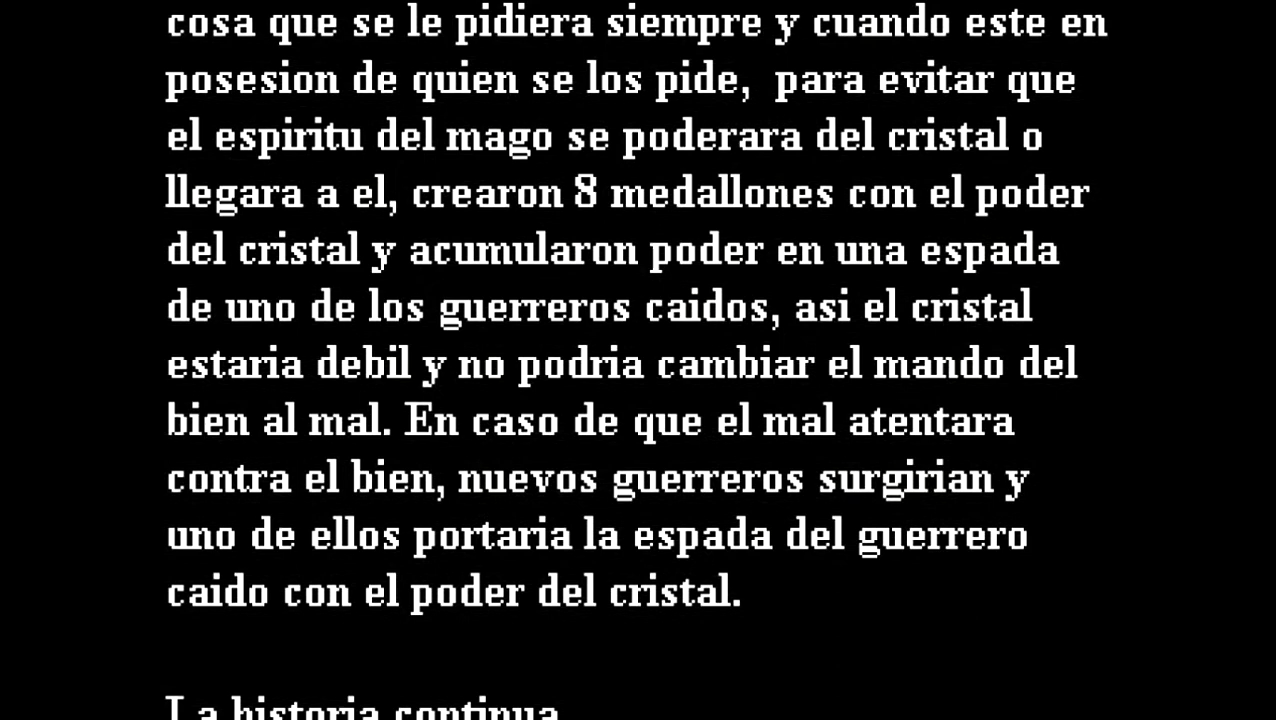 cosa que se le pidiera siempre y cuando este en
posesion de quien se los pide,  para evitar que
el espiritu del mago se poderara del cristal o
llegara a el, crearon 8 medallones con el poder
del cristal y acumularon poder en una espada
de uno de los guerreros caidos, asi el cristal
estaria debil y no podria cambiar el mando del
bien al mal. En caso de que el mal atentara
contra el bien, nuevos guerreros surgirian y
uno de ellos portaria la espada del guerrero
caido con el poder del cristal.
La historia continua